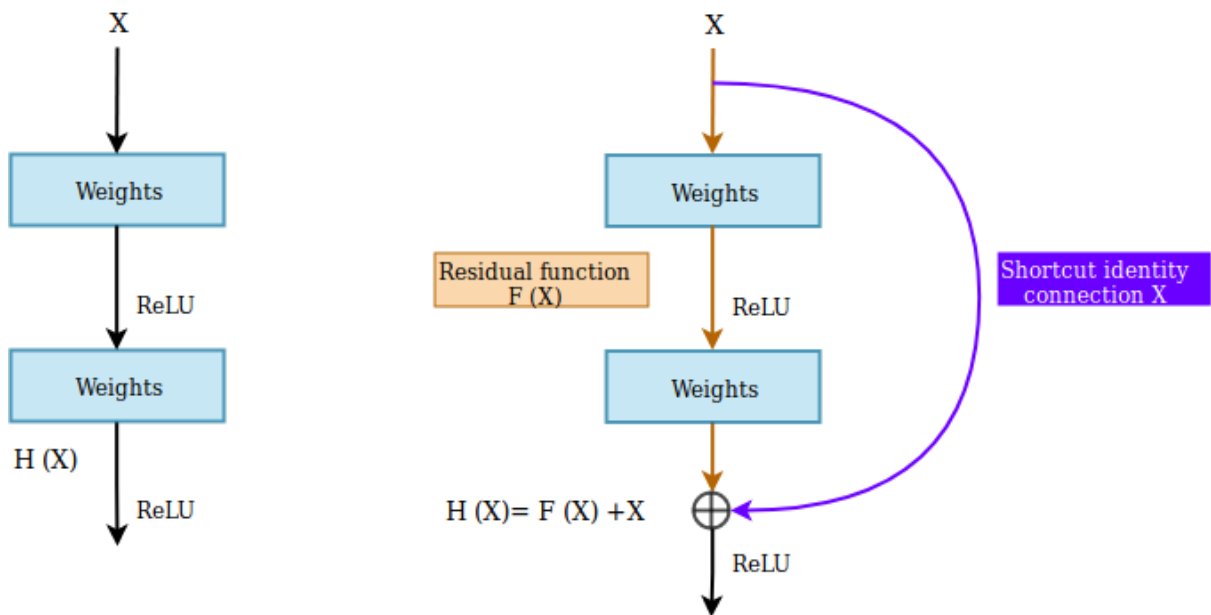 X
Weights
ReLU
Weights
H (X)
ReLU
X
Weights
Residual function
F (X)
ReLU
Shortcut identity
connection X
Weights
H (X)= F (X) +X
ReLU